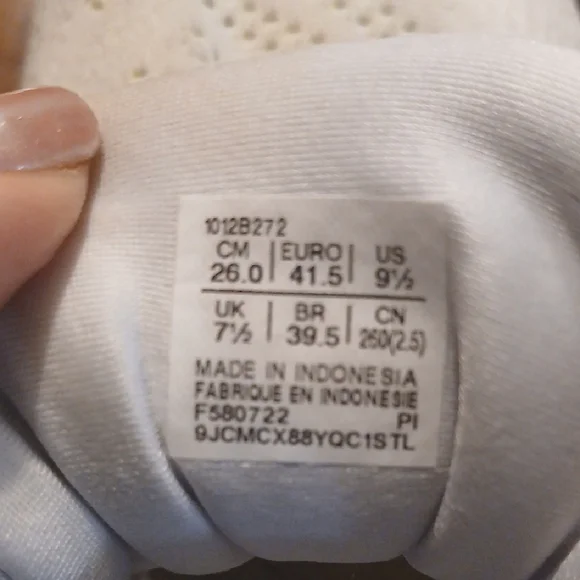 1012B272
CM | EURO | US
26.0 | 41.5 | 9½
UK | BR | CN
7½ | 39.5 | 260(2.5)
MADE IN INDONESIA
FABRIQUE EN INDONESIE
F580722 PI
9JCMCX88YQC1STL